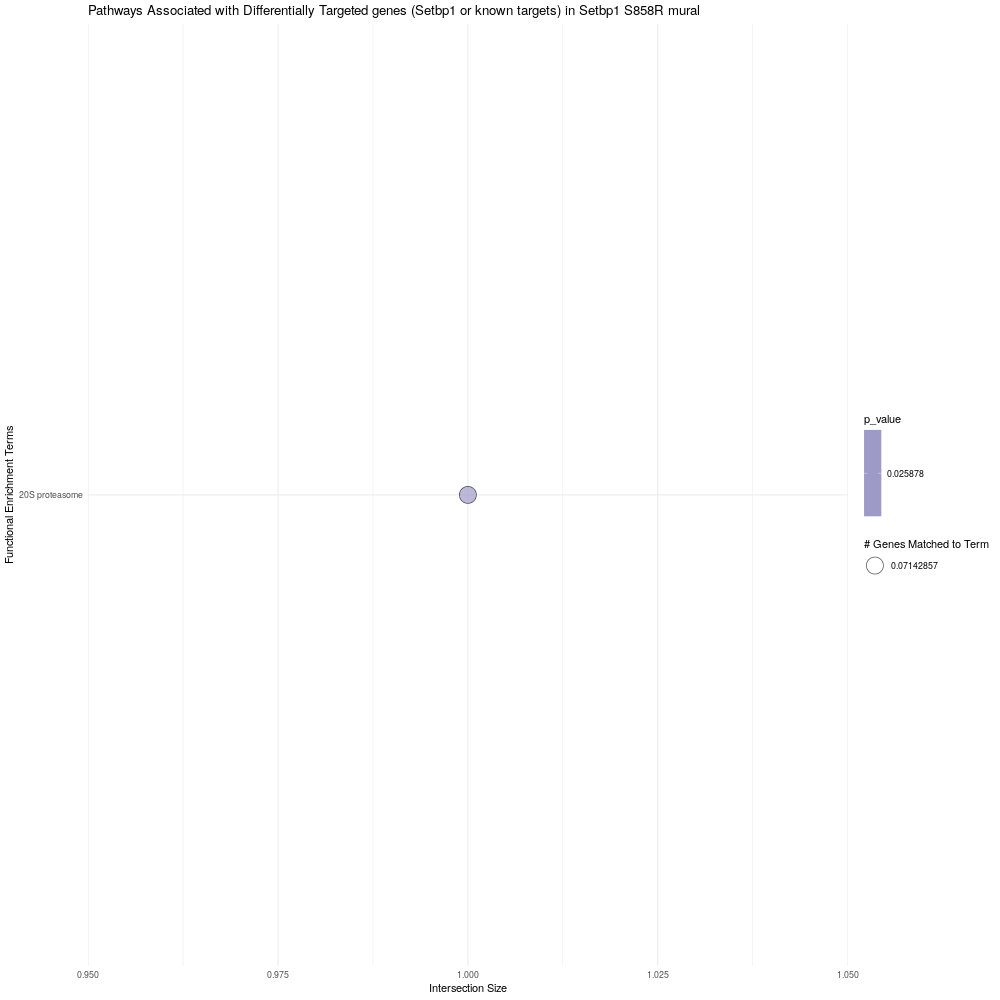 Pathways Associated with Differentially Targeted genes (Setbp1 or known targets) in Setbp1 S858R mural
Functional Enrichment Terms
20S proteasome
p_value
0.025878
# Genes Matched to Term
0.07142857
0.950 0.975 1.000 1.025 1.050
Intersection Size